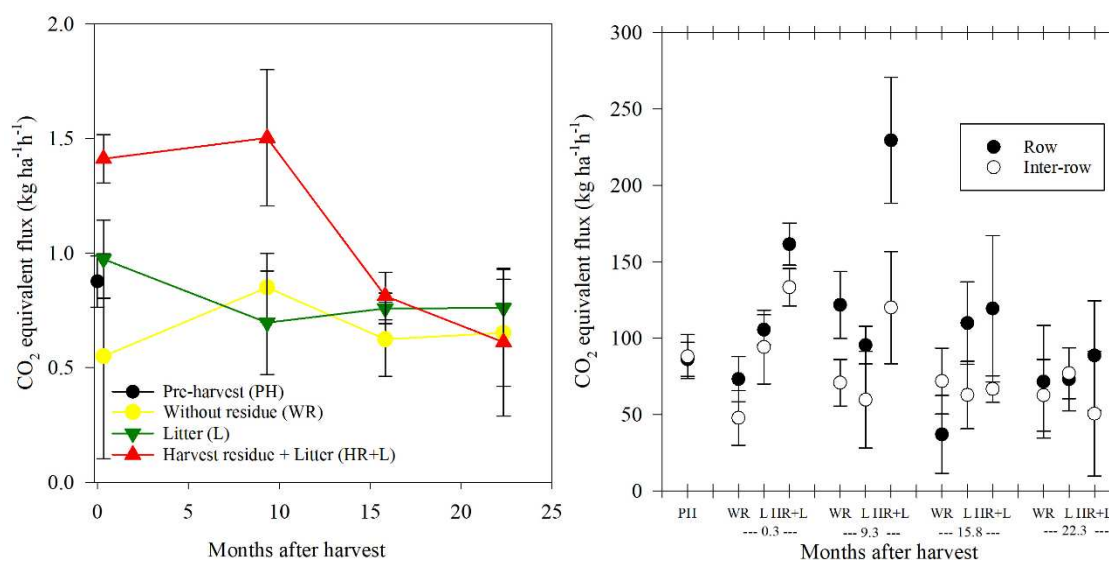 CO2 equivalent flux (kg ha-1h-1)
2.0
1.5
1.0
0.5
0.0
Pre-harvest (PH)
Without residue (WR)
Litter (L)
Harvest residue + Litter (HR+L)
0 5 10 15 20 25
Months after harvest
CO2 equivalent flux (kg ha-1h-1)
300
250
200
150
100
50
0
Row
Inter-row
PH WR L HR+L WR L HR+L WR L HR+L WR L HR+L
--- 0.3 --- --- 9.3 --- --- 15.8 --- --- 22.3 ---
Months after harvest